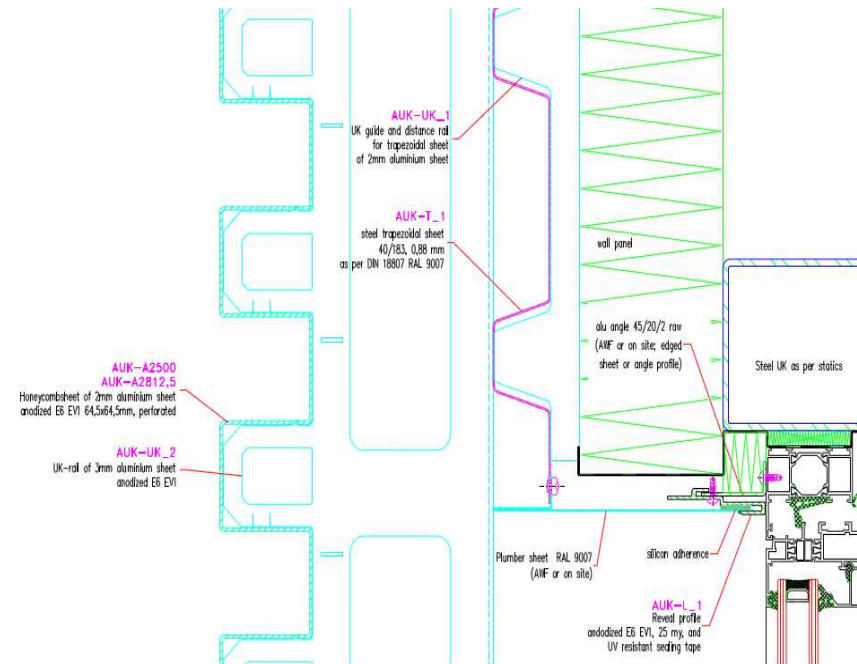 AUK-UK_1
UK guide and distance rail
for trapezoidal sheet
of 2mm aluminium sheet
AUK-T_1
steel trapezoidal sheet
40/183, 0,88 mm
as per DIN 18807 RAL 9007
wall panel
alu angle 45/20/2 raw
(AWF or on site; edged
sheet or angle profile)
Steel UK as per statics
AUK-A2500
AUK-A2812,5
Honeycombsheet of 2mm aluminium sheet
anodized E6 EV1 64,5x64,5mm, perforated
AUK-UK_2
UK-rail of 3mm aluminium sheet
anodized E6 EV1
Plumber sheet RAL 9007
(AWF or on site)
silicon adherence
AUK-L_1
Reveal profile
andodized E6 EV1, 25 my, and
UV resistant sealing tape